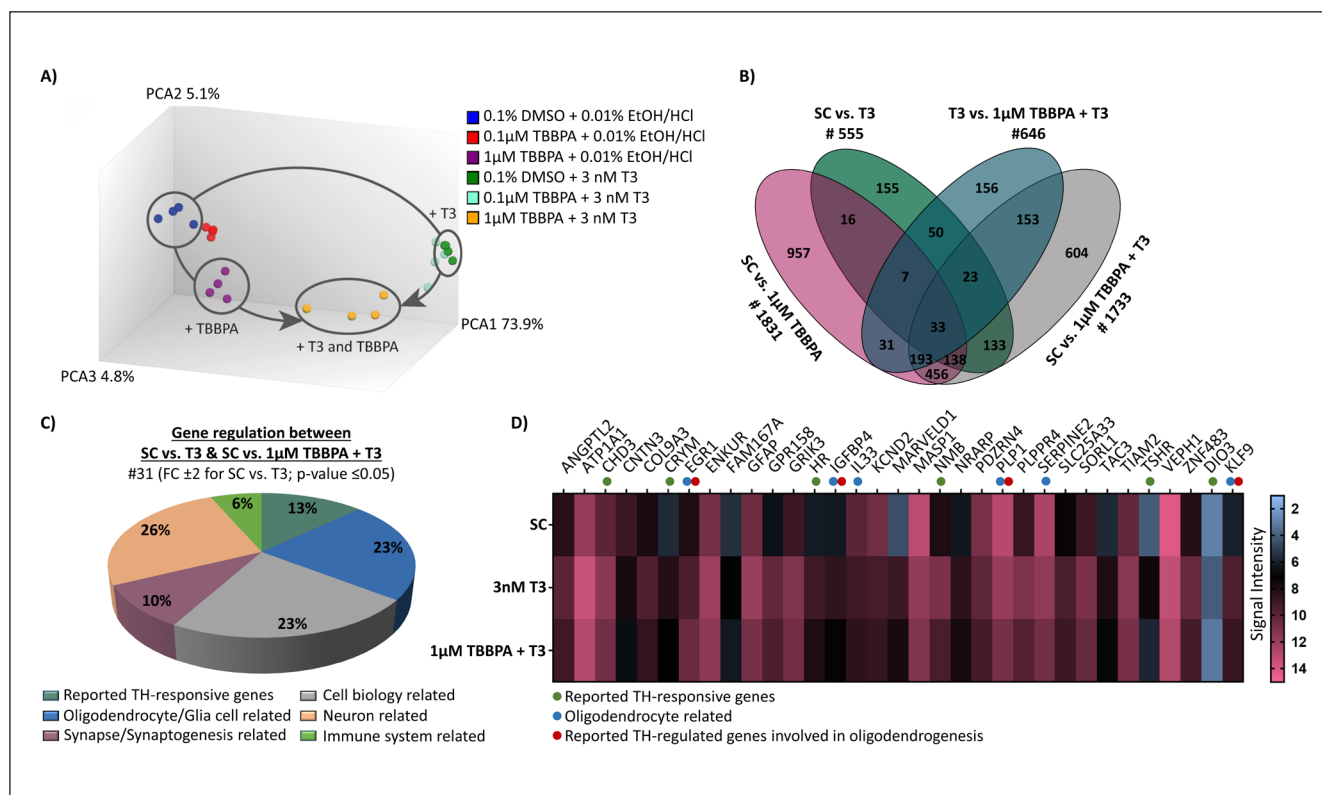 A)
PCA2 5.1%
+ T3
+ TBBPA
+ T3 and TBBPA
PCA1 73.9%
PCA3 4.8%
0.1% DMSO + 0.01% EtOH/HCl
0.1µM TBBPA + 0.01% EtOH/HCl
1µM TBBPA + 0.01% EtOH/HCl
0.1% DMSO + 3 nM T3
0.1µM TBBPA + 3 nM T3
1µM TBBPA + 3 nM T3
B)
SC vs. T3
# 555
T3 vs. 1µM TBBPA + T3
#646
SC vs. 1µM TBBPA
# 1831
SC vs. 1µM TBBPA + T3
# 1733
155
156
16
50
153
957
7
23
604
33
31
193
138
133
456
C)
Gene regulation between
SC vs. T3 & SC vs. 1µM TBBPA + T3
#31 (FC ±2 for SC vs. T3; p-value ≤0.05)
6%
13%
26%
23%
10%
23%
Reported TH-responsive genes
Oligodendrocyte/Glia cell related
Synapse/Synaptogenesis related
Cell biology related
Neuron related
Immune system related
D)
ANGPTL2
ATP1A1
CHD3
CNTN3
COL9A3
CRYM
EGR1
ENKUR
FAM167A
GFAP
GPR158
GRIK3
HR
IGFBP4
IL33
KCND2
MARVELD1
MASP1
NMB
NRARP
PDZRN4
PLP1
PLPPR4
SERPINE2
SLC25A33
SORL1
TAC3
TIAM2
TSHR
VEPH1
ZNF483
DIO3
KLF9
SC
3nM T3
1µM TBBPA + T3
2
4
6
8
10
12
14
Signal Intensity
Reported TH-responsive genes
Oligodendrocyte related
Reported TH-regulated genes involved in oligodendrogenesis